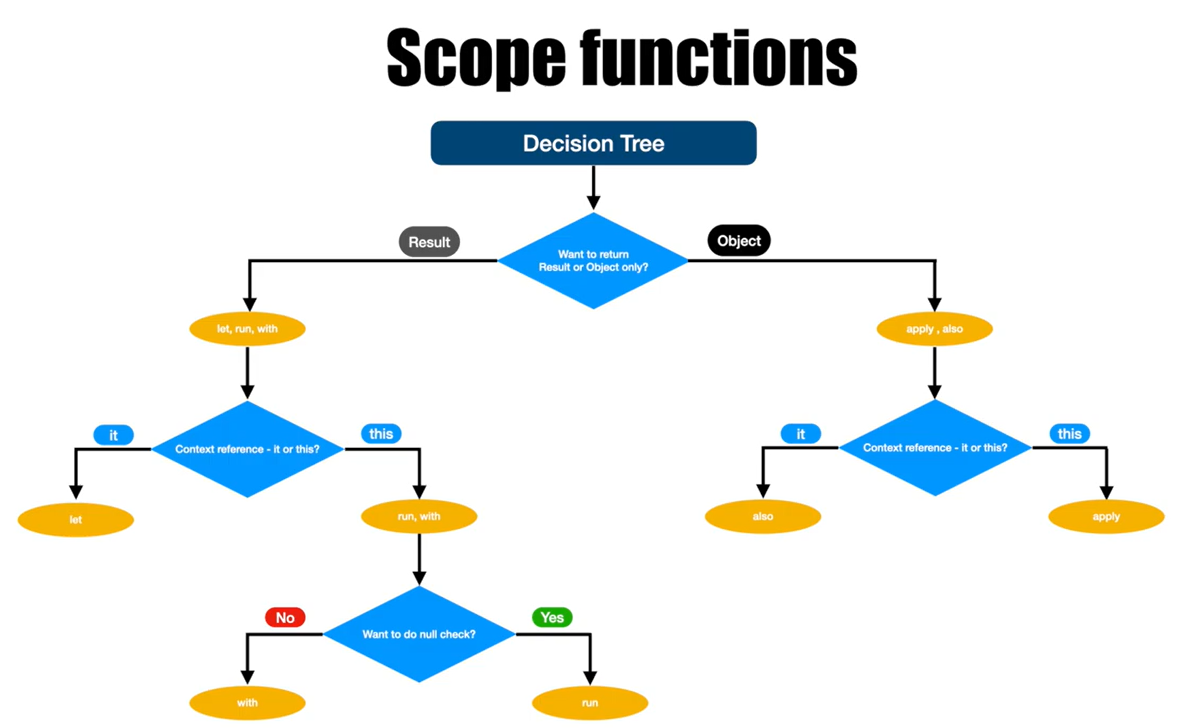 Scope functions
Decision Tree
Result
Object
Want to return
Result or Object only?
let, run, with
apply , also
it
this
Context reference - it or this?
it
this
Context reference - it or this?
let
run, with
also
apply
No
Yes
Want to do null check?
with
run